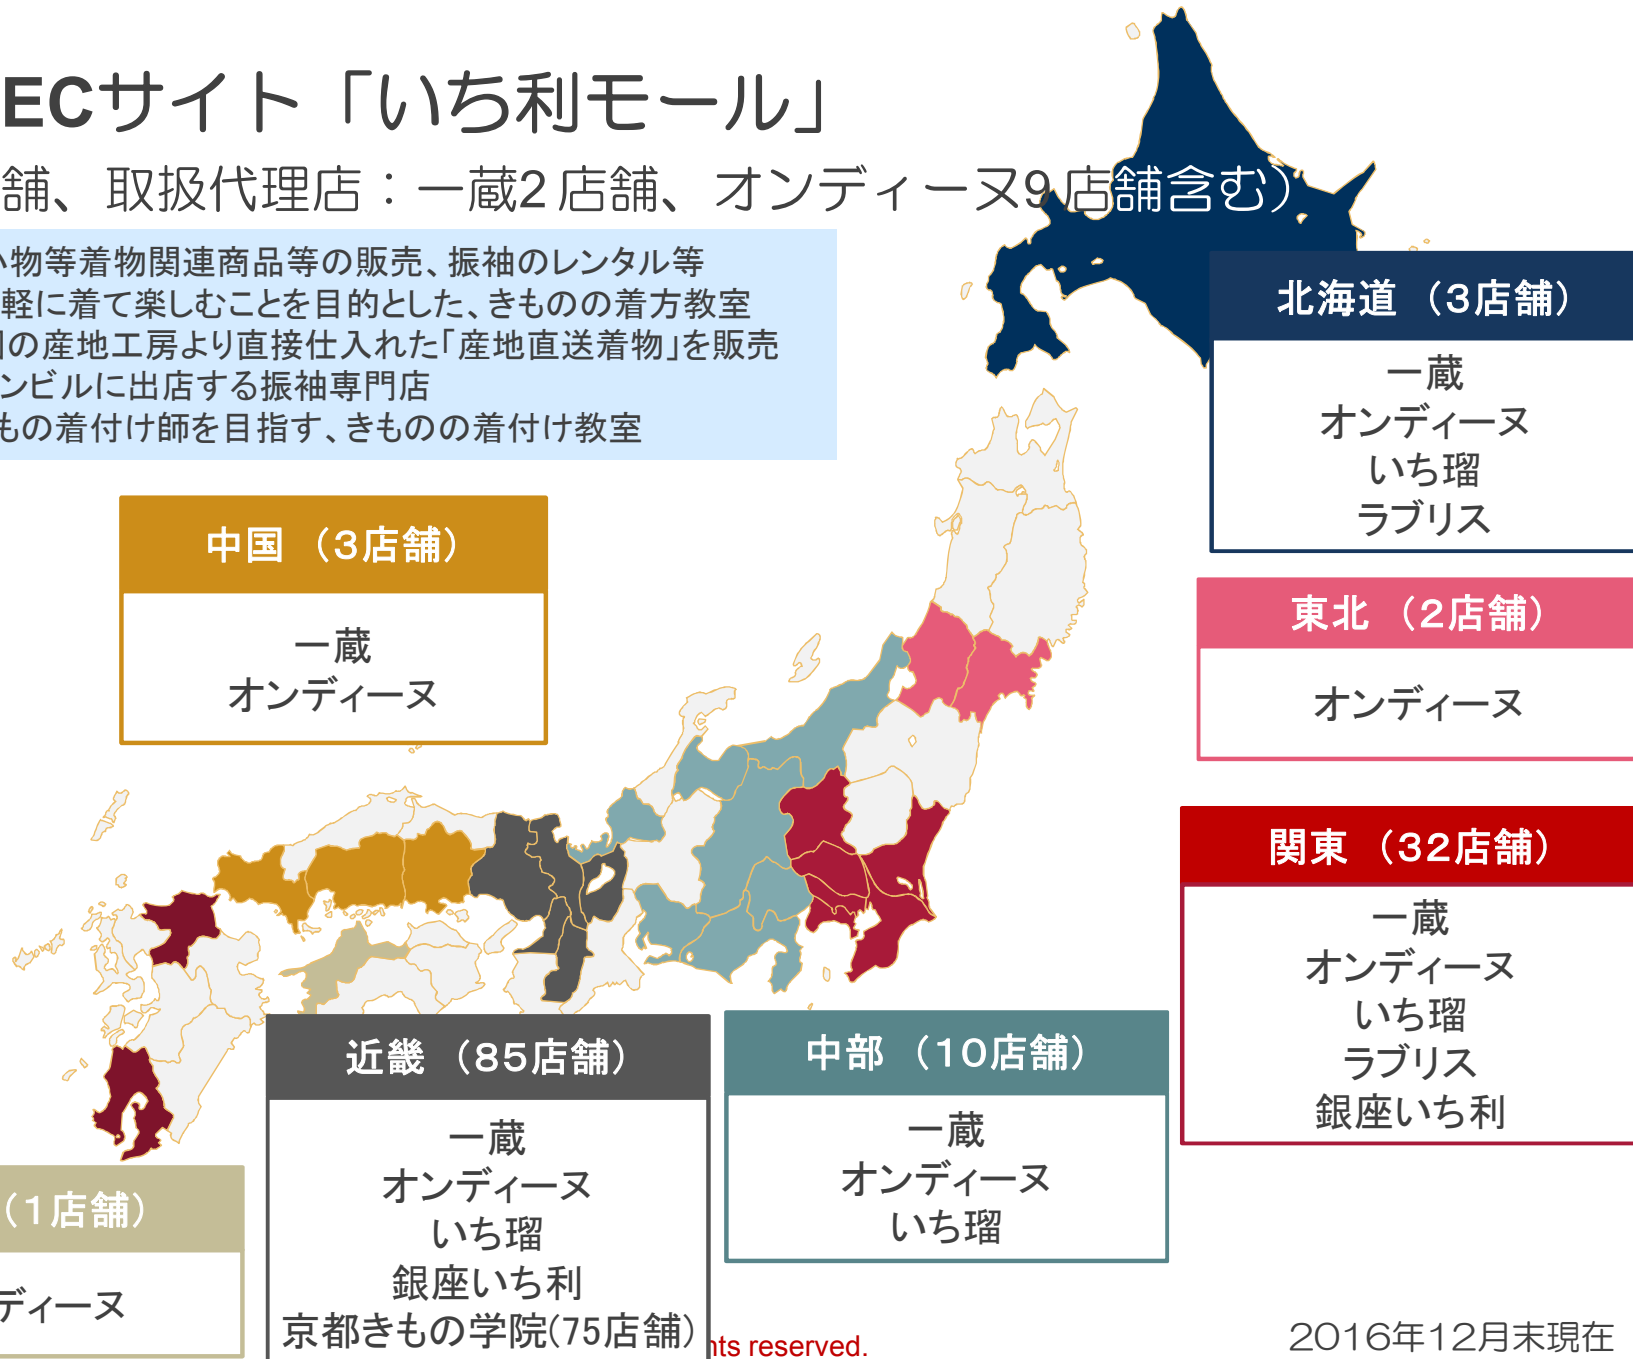 ECサイト「いち利モール」
舗、取扱代理店：一蔵2店舗、オンディーヌ9店舗含む）
小物等着物関連商品等の販売、振袖のレンタル等
軽に着て楽しむことを目的とした、きものの着方教室
の産地工房より直接仕入れた「産地直送着物」を販売
ンビルに出店する振袖専門店
もの着付け師を目指す、きものの着付け教室
北海道（3店舗）
一蔵
オンディーヌ
いち瑠
ラブリス
中国（3店舗）
一蔵
オンディーヌ
東北（2店舗）
オンディーヌ
関東（32店舗）
一蔵
オンディーヌ
いち瑠
ラブリス
銀座いち利
近畿（85店舗）
一蔵
オンディーヌ
いち瑠
銀座いち利
京都きもの学院(75店舗)
中部（10店舗）
一蔵
オンディーヌ
いち瑠
（1店舗）
ディーヌ
nts reserved.
2016年12月末現在